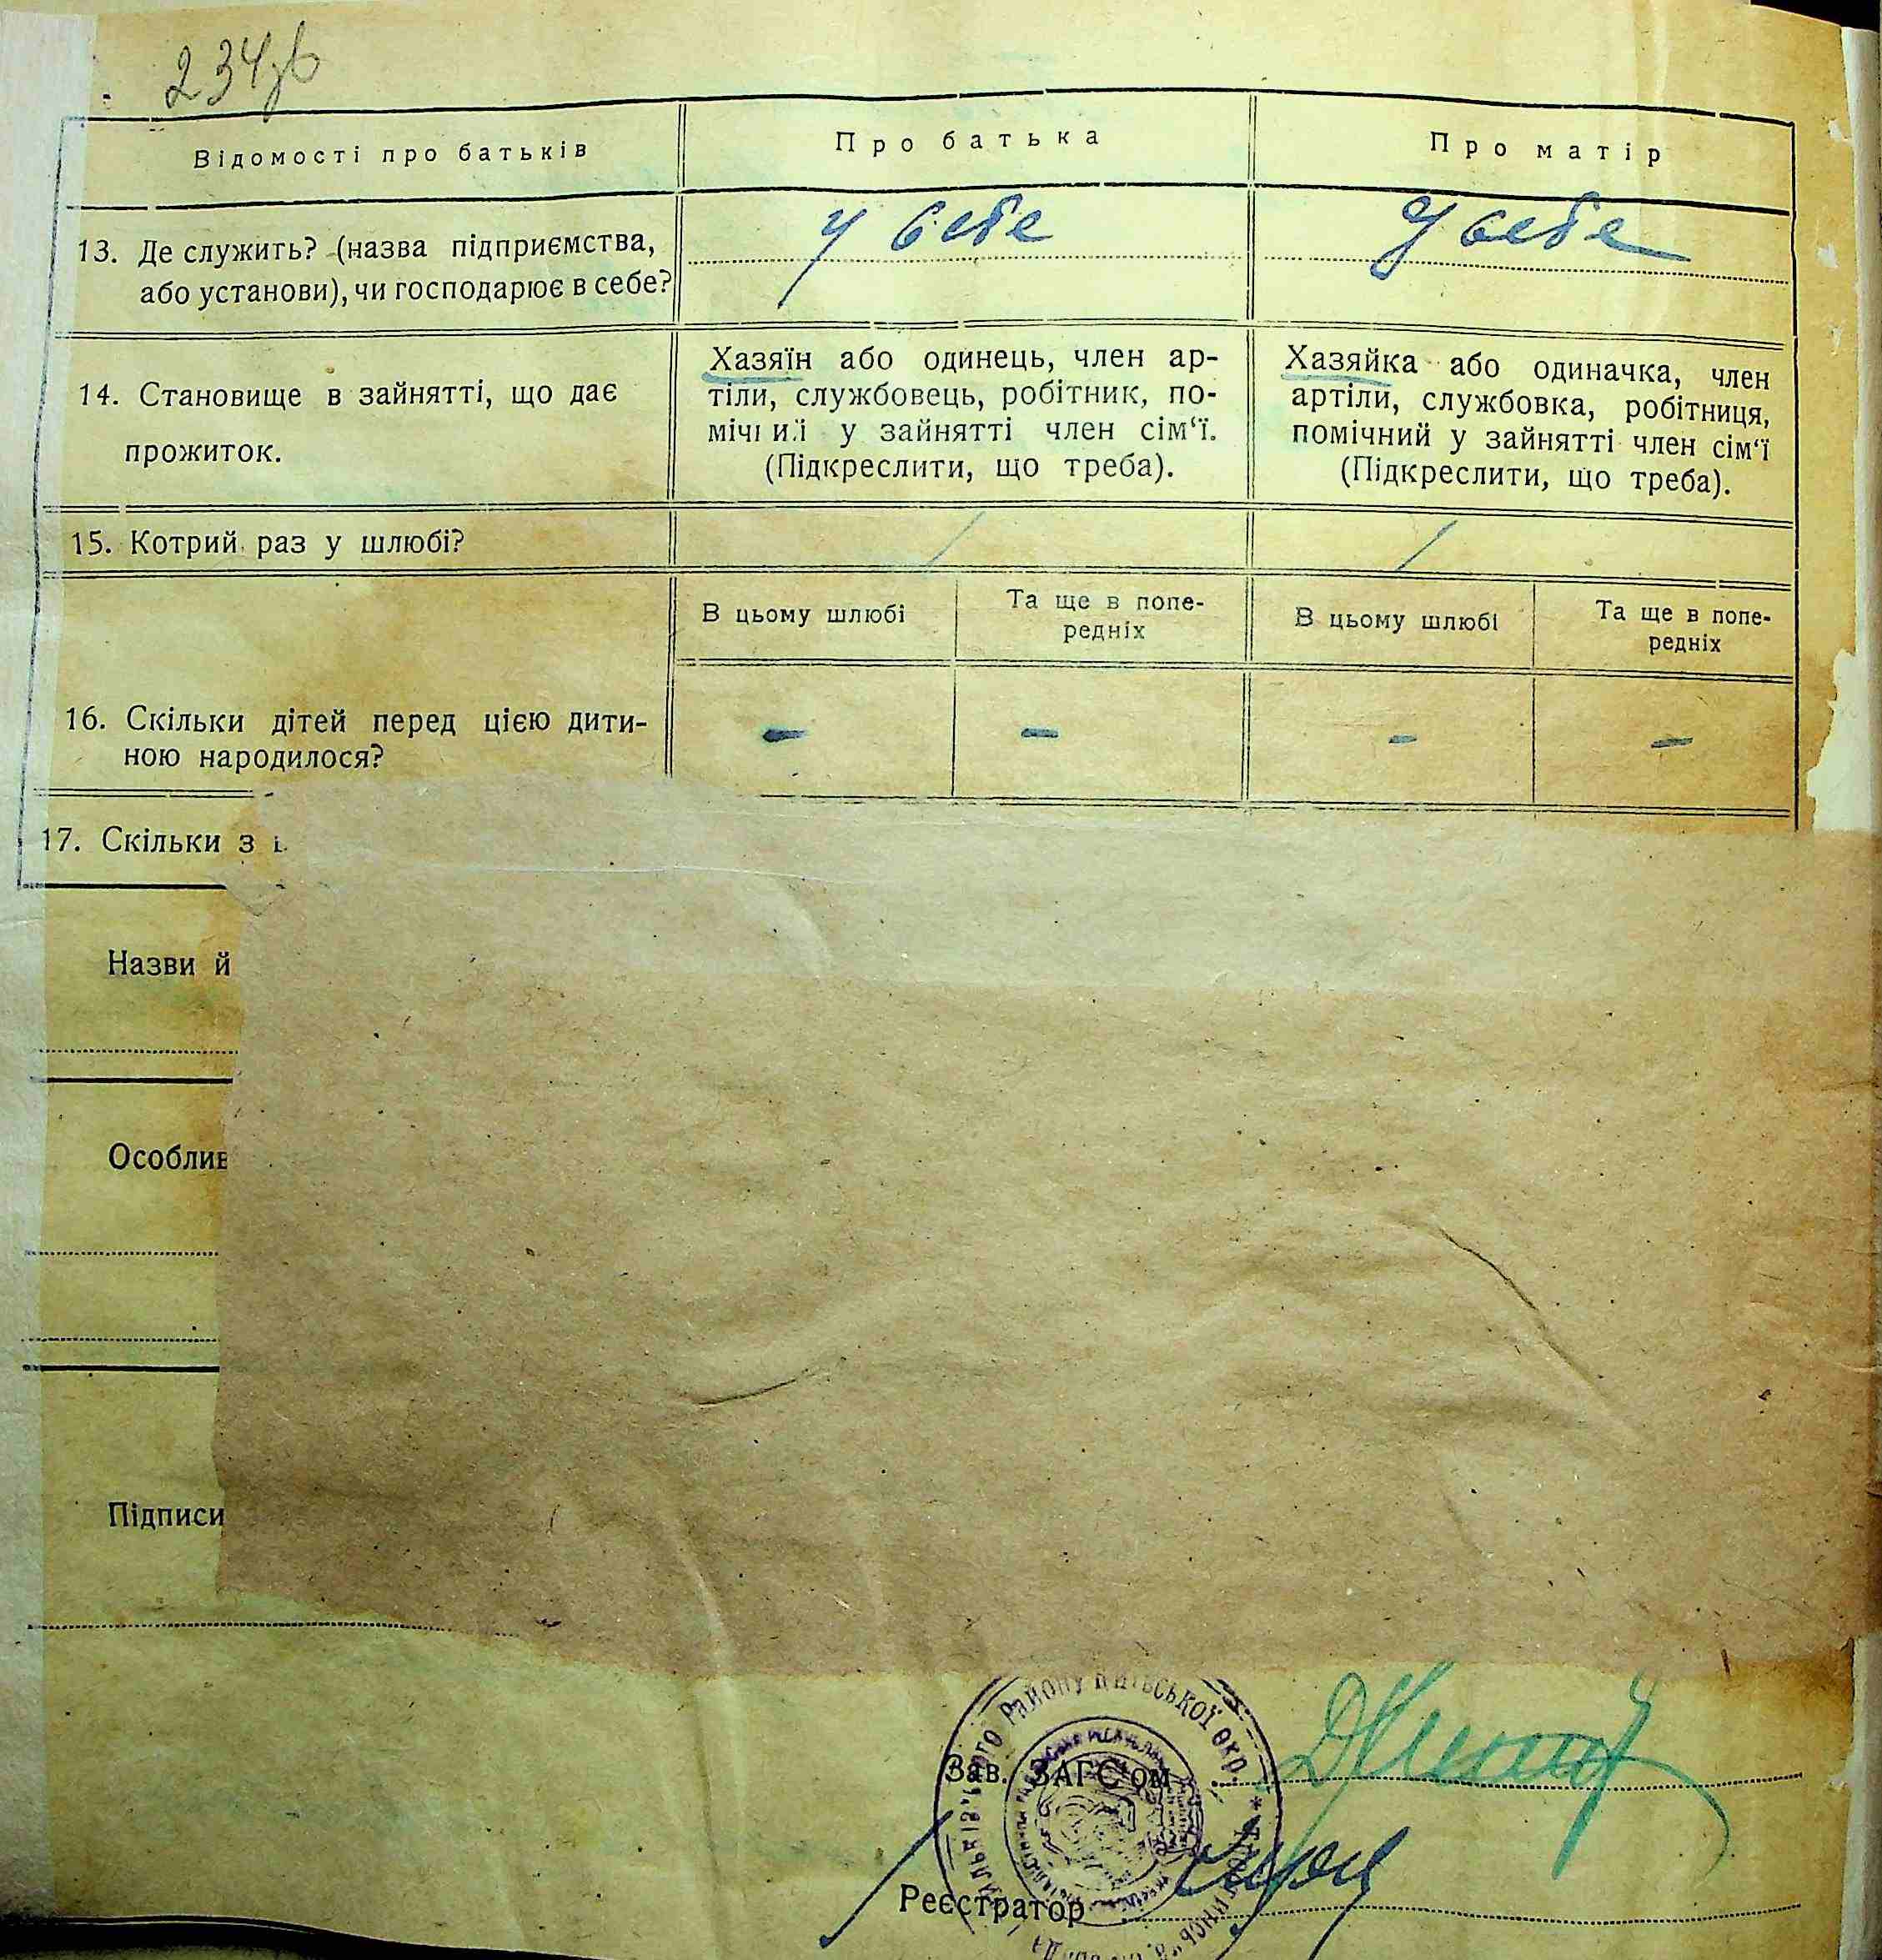 234зв
Відомості про батьків
Про батька
Про матір
13. Де служить? (назва підприємства,
або установи), чи господарює в себе?
у себе
у себе
14. Становище в зайнятті, що дає
прожиток.
Хазяїн або одинець, член ар-
тіли, службовець, робітник, по-
мічний у зайнятті член сім‘ї.
(Підкреслити, що треба).
Хазяйка або одиначка, член
артіли, службовка, робітниця,
помічний у зайнятті член сім‘ї
(Підкреслити, що треба).
15. Котрий раз у шлюбі?
/
/
В цьому шлюбі
Та ще в попе-
редніх
В цьому шлюбі
Та ще в попе-
редніх
16. Скільки дітей перед цією дити-
ною народилося?
-
-
-
-
17. Скільки з
Назви й
Особлив
Підписи
Району Київської Окр.
Зав. ЗАГС‘ом
Реєстратор